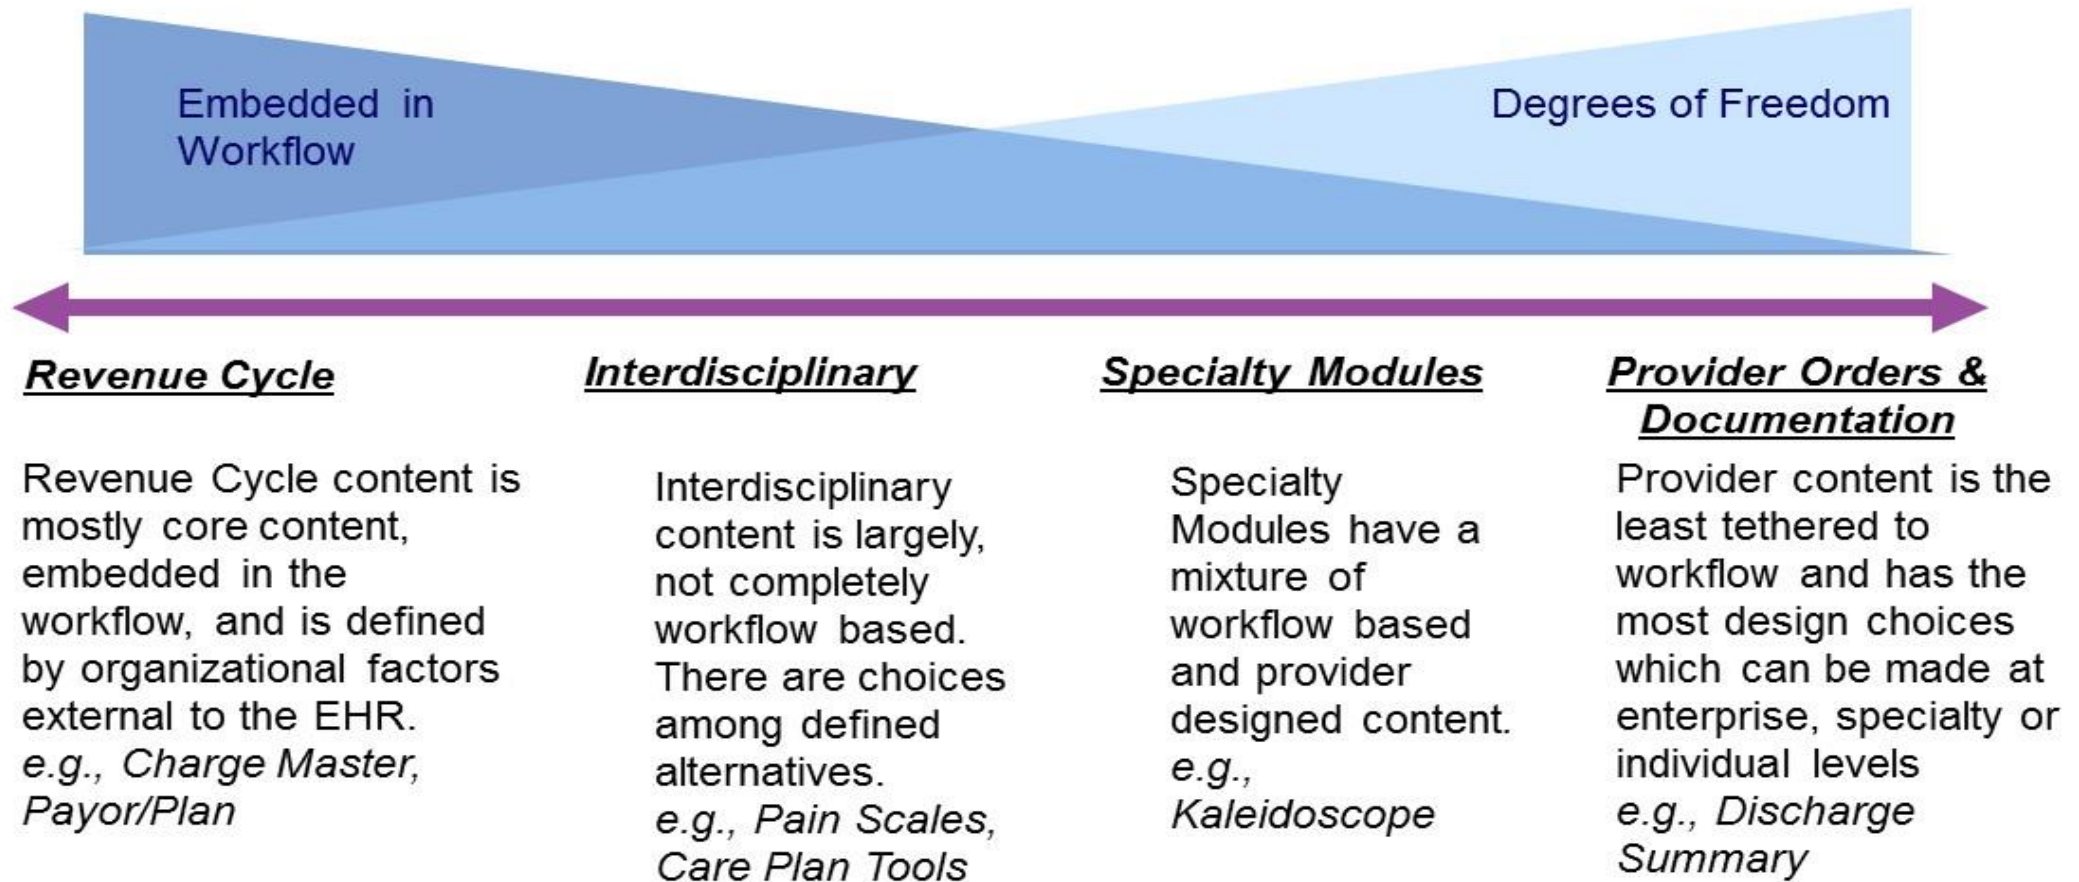 Embedded in
Workflow
Degrees of Freedom
Revenue Cycle
Revenue Cycle content is
mostly core content,
embedded in the
workflow, and is defined
by organizational factors
external to the EHR.
e.g., Charge Master,
Payor/Plan
Interdisciplinary
Interdisciplinary
content is largely,
not completely
workflow based.
There are choices
among defined
alternatives.
e.g., Pain Scales,
Care Plan Tools
Specialty Modules
Specialty
Modules have a
mixture of
workflow based
and provider
designed content.
e.g.,
Kaleidoscope
Provider Orders &
Documentation
Provider content is the
least tethered to
workflow and has the
most design choices
which can be made at
enterprise, specialty or
individual levels
e.g., Discharge
Summary